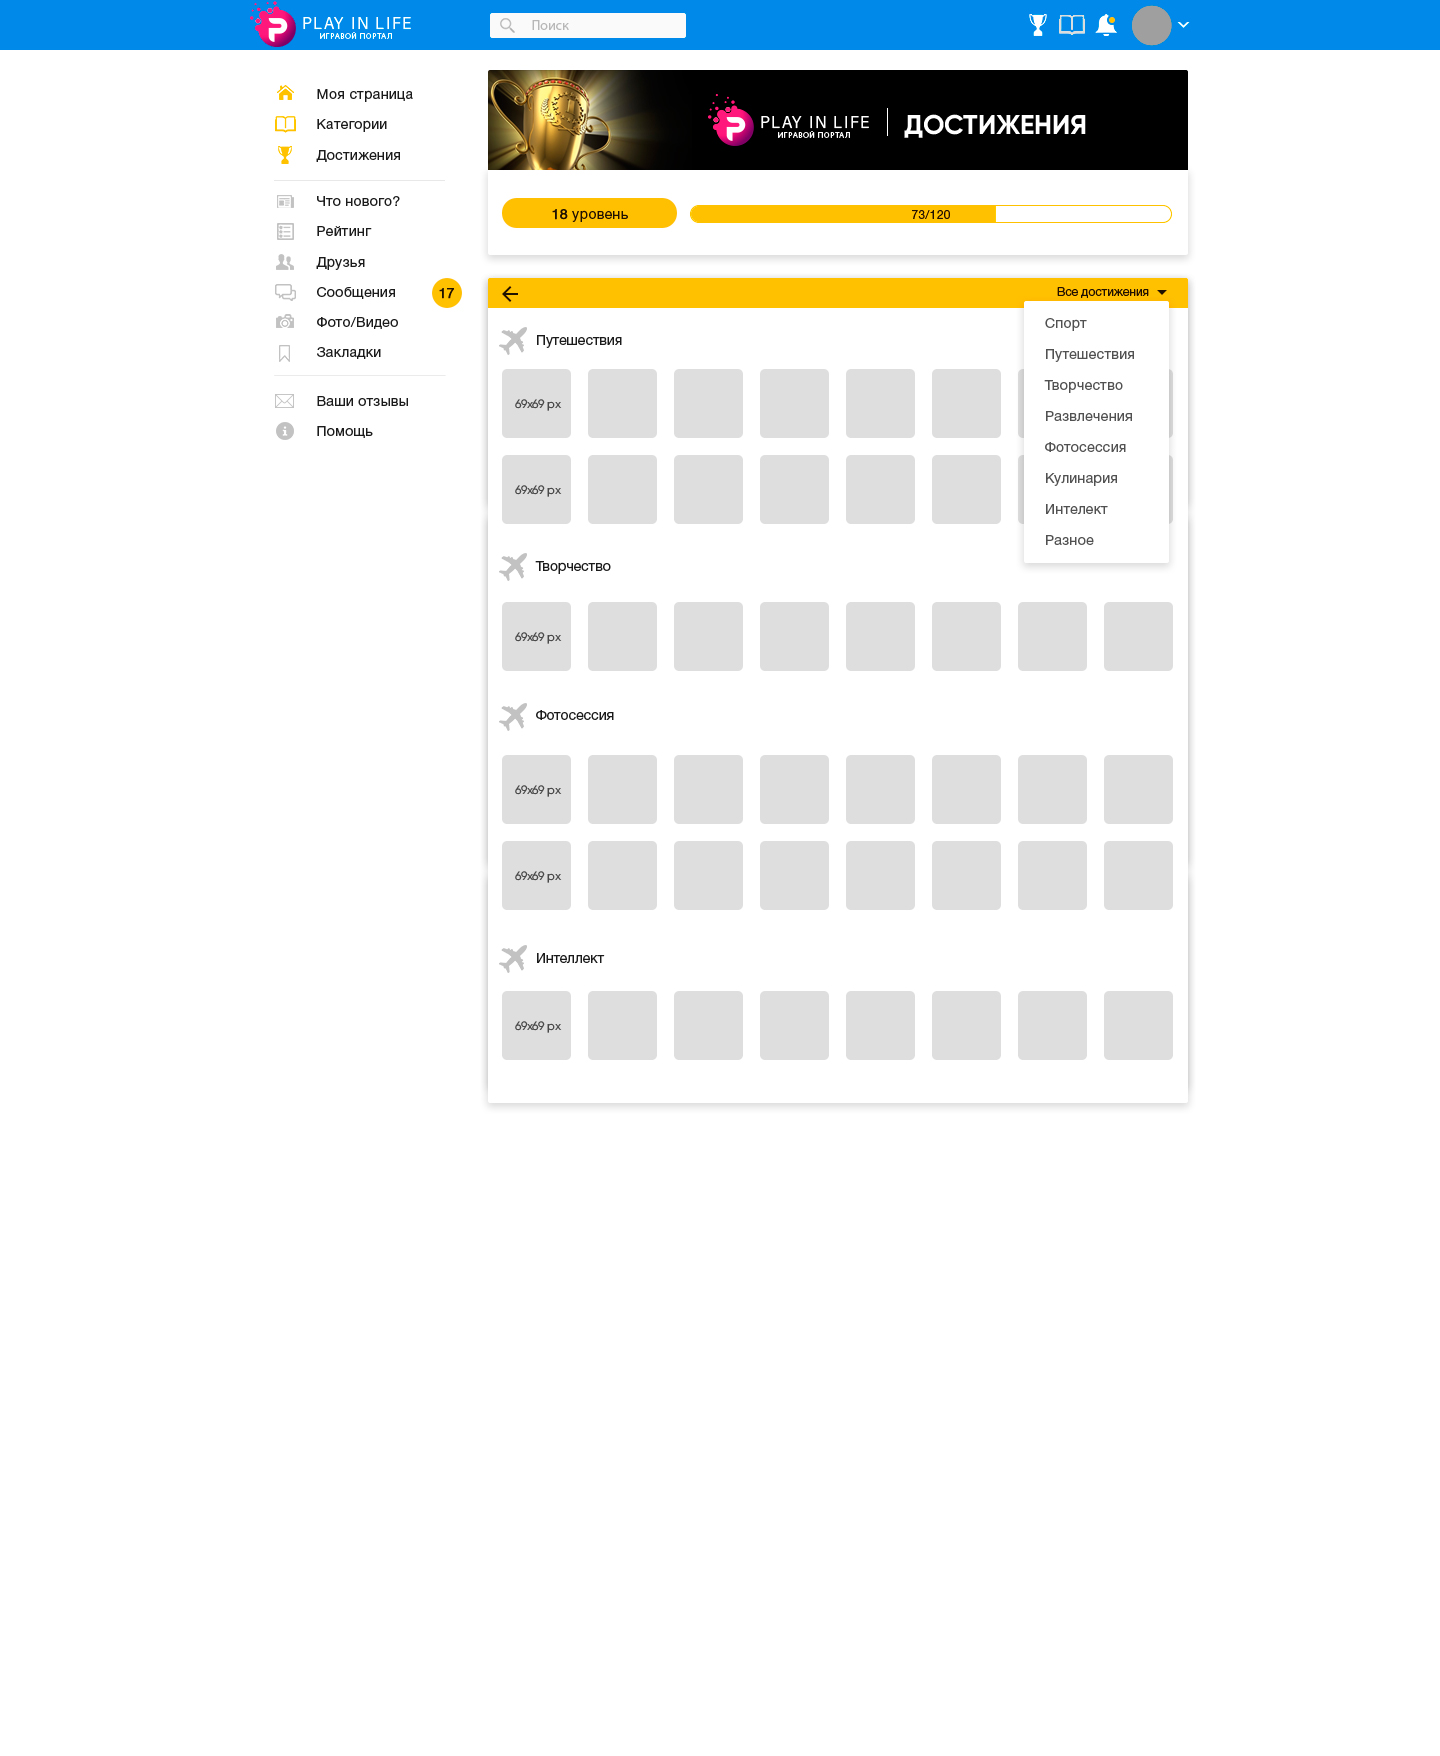 PLAY IN LIFE
ИГРАВОЙ ПОРТАЛ
Поиск
Моя страница
Категории
Достижения
Что нового?
Рейтинг
Друзья
Сообщения
17
Фото/Видео
Закладки
Ваши отзывы
Помощь
PLAY IN LIFE
ИГРАВОЙ ПОРТАЛ
ДОСТИЖЕНИЯ
18 уровень
73/120
Все достижения
Спорт
Путешествия
Творчество
Развлечения
Фотосессия
Кулинария
Интелект
Разное
Путешествия
69x69 px
69x69 px
Творчество
69x69 px
Фотосессия
69x69 px
69x69 px
Интеллект
69x69 px